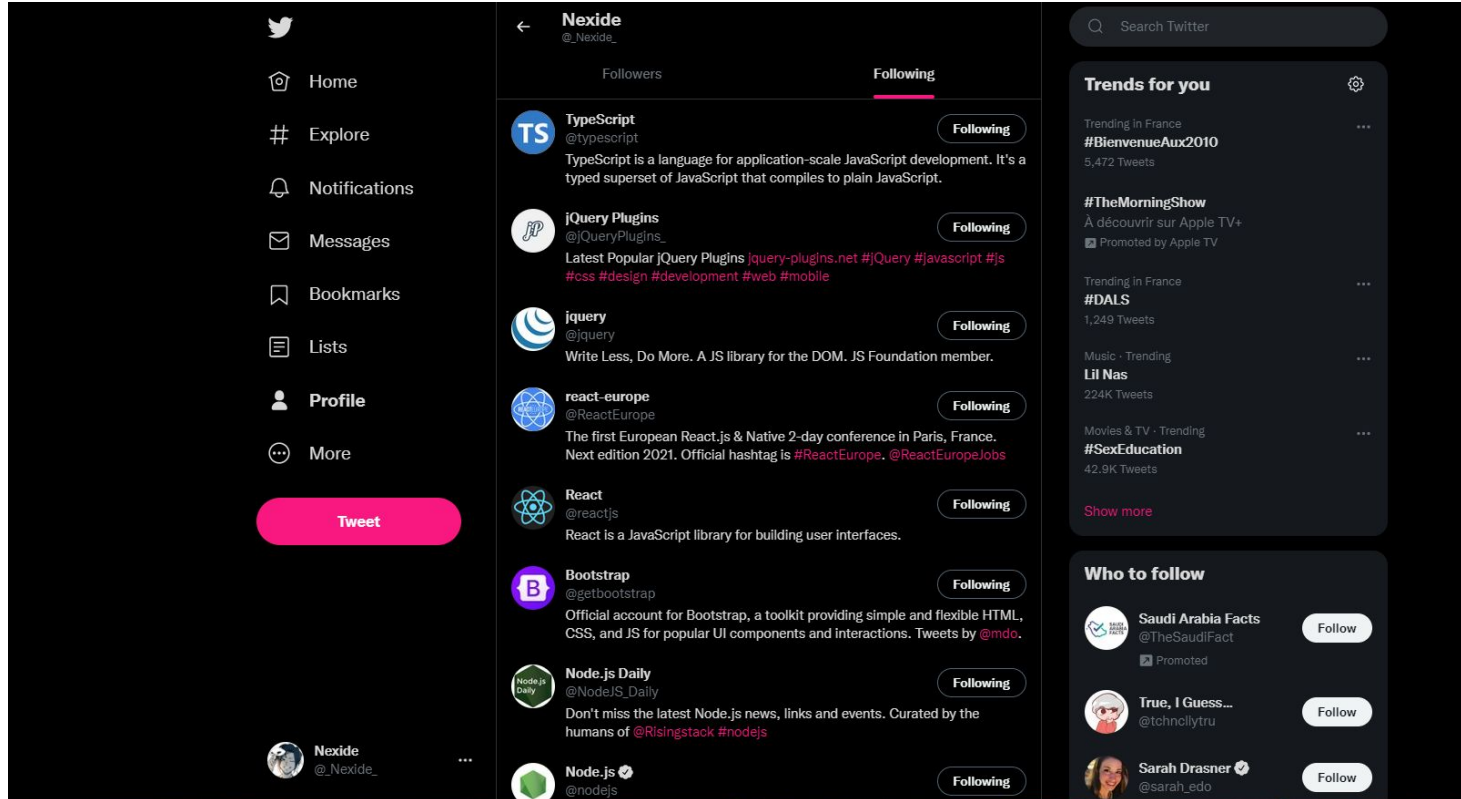 Home
Explore
Notifications
Messages
Bookmarks
Lists
Profile
More
Tweet
Nexide
@_Nexide_
Nexide
@_Nexide_
Followers
Following
TS
TypeScript
@typescript
Following
TypeScript is a language for application-scale JavaScript development. It's a
typed superset of JavaScript that compiles to plain JavaScript.
jP
jQuery Plugins
@jQueryPlugins_
Following
Latest Popular jQuery Plugins jquery-plugins.net #jQuery #javascript #js
#css #design #development #web #mobile
jquery
@jquery
Following
Write Less, Do More. A JS library for the DOM. JS Foundation member.
react-europe
@ReactEurope
Following
The first European React.js & Native 2-day conference in Paris, France.
Next edition 2021. Official hashtag is #ReactEurope. @ReactEuropeJobs
React
@reactjs
Following
React is a JavaScript library for building user interfaces.
B
Bootstrap
@getbootstrap
Following
Official account for Bootstrap, a toolkit providing simple and flexible HTML,
CSS, and JS for popular UI components and interactions. Tweets by @mdo.
Node.js
Daily
Node.js Daily
@NodeJS_Daily
Following
Don't miss the latest Node.js news, links and events. Curated by the
humans of @Risingstack #nodejs
Node.js
@nodejs
Following
Search Twitter
Trends for you
Trending in France
#BienvenueAux2010
5,472 Tweets
#TheMorningShow
À découvrir sur Apple TV+
Promoted by Apple TV
Trending in France
#DALS
1,249 Tweets
Music · Trending
Lil Nas
224K Tweets
Movies & TV · Trending
#SexEducation
42.9K Tweets
Show more
Who to follow
SAUDI
ARABIA
FACTS
Saudi Arabia Facts
@TheSaudiFact
Follow
Promoted
True, I Guess...
@tchncllytru
Follow
Sarah Drasner
@sarah_edo
Follow